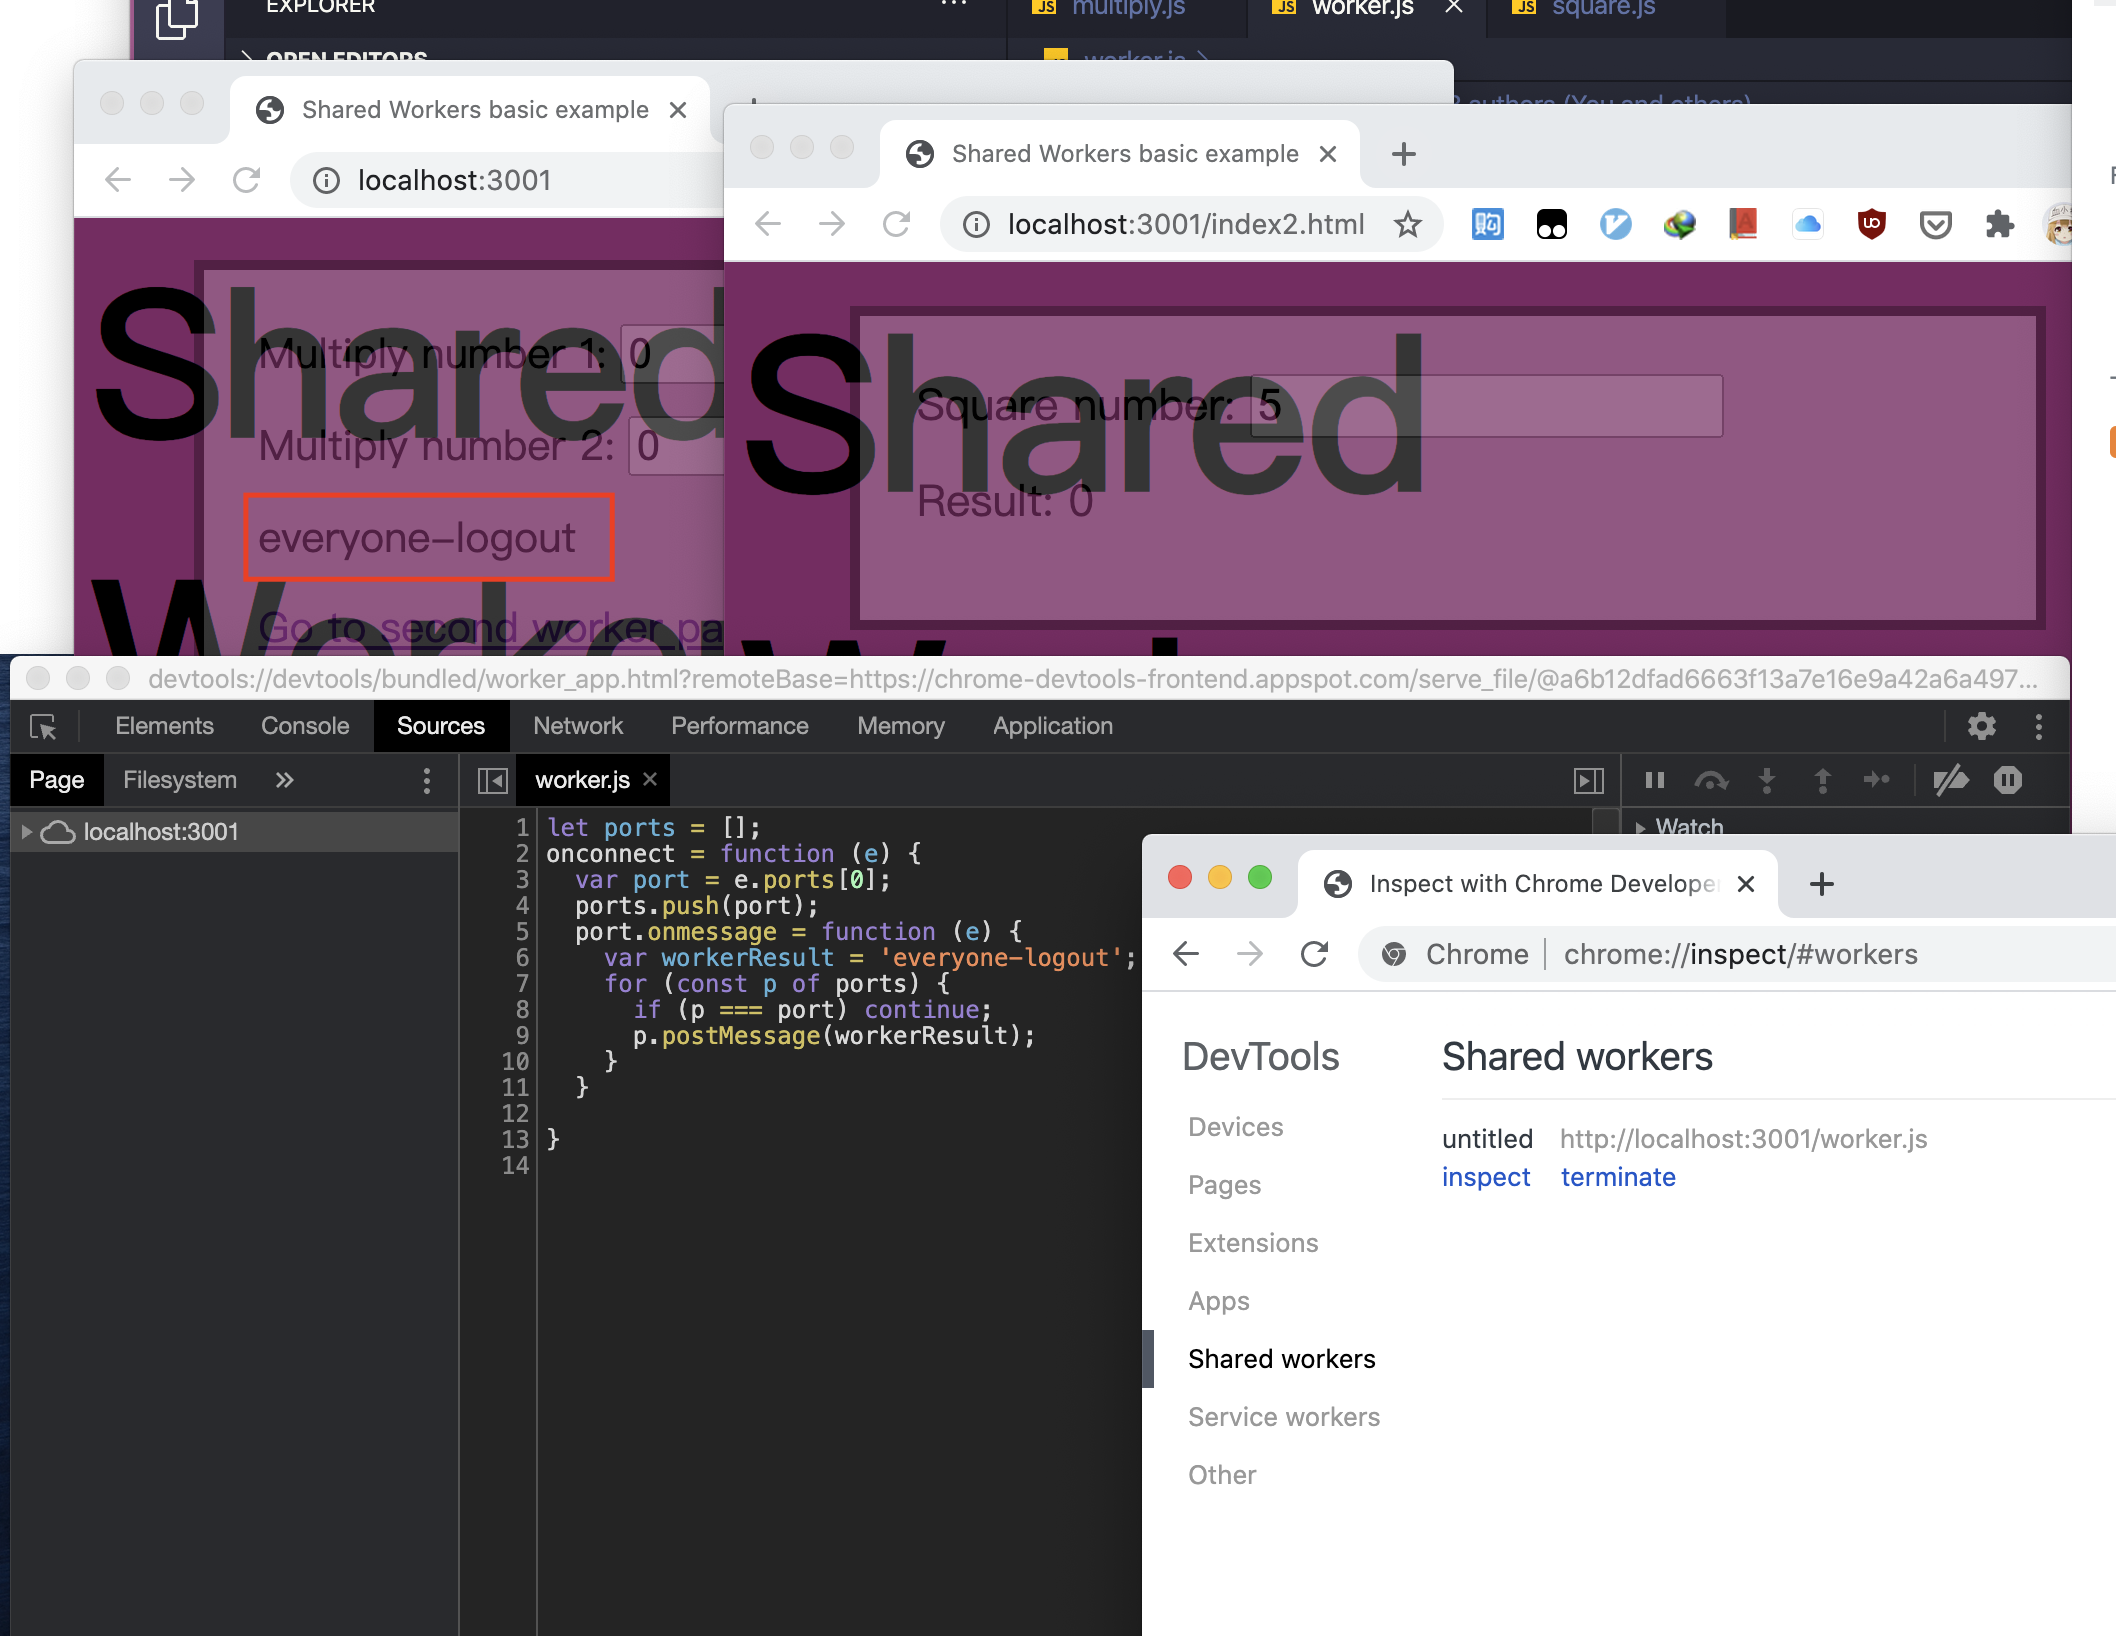 EXPLORER
OPEN EDITORS
JS multiply.js
JS worker.js
JS square.js
worker.js
authors (You and others)
Shared Workers basic example
localhost:3001
Shared
Multiply number 1: 0
Multiply number 2: 0
everyone-logout
Go to second worker pa
Shared Workers basic example
localhost:3001/index2.html
购
Shared
Square number: 5
Result: 0
devtools://devtools/bundled/worker_app.html?remoteBase=https://chrome-devtools-frontend.appspot.com/serve_file/@a6b12dfad6663f13a7e16e9a42a6a497...
Elements Console Sources Network Performance Memory Application
Page Filesystem
localhost:3001
worker.js
Watch
1 let ports = [];
2 onconnect = function (e) {
3 var port = e.ports[0];
4 ports.push(port);
5 port.onmessage = function (e) {
6 var workerResult = 'everyone-logout';
7 for (const p of ports) {
8 if (p === port) continue;
9 p.postMessage(workerResult);
10 }
11 }
12
13 }
14
Inspect with Chrome Develope
Chrome | chrome://inspect/#workers
DevTools
Devices
Pages
Extensions
Apps
Shared workers
Service workers
Other
Shared workers
untitled http://localhost:3001/worker.js
inspect terminate